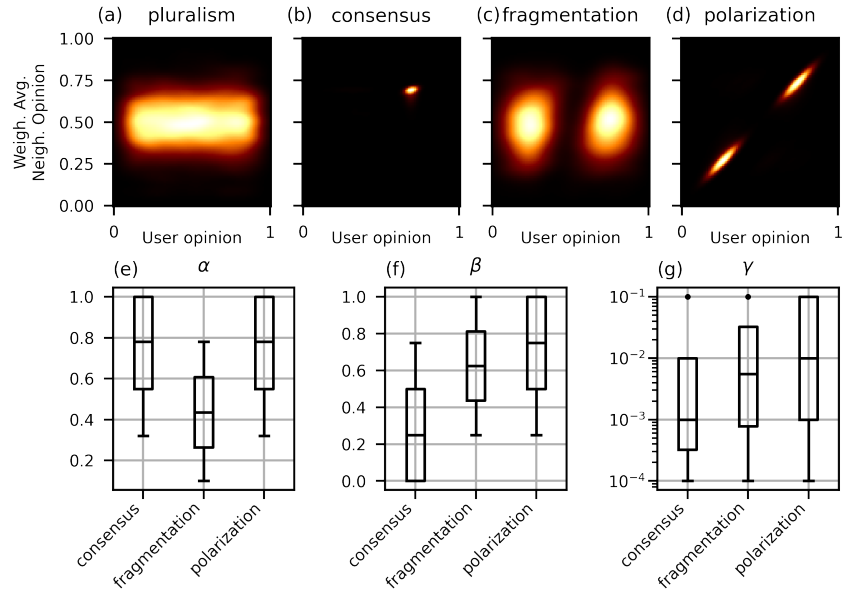 (a) pluralism (b) consensus (c) fragmentation (d) polarization
Weigh. Avg.
Neigh. Opinion
1.00
0.75
0.50
0.25
0.00
0 User opinion 1 0 User opinion 1 0 User opinion 1 0 User opinion 1
(e) α (f) β (g) γ
1.0
0.8
0.6
0.4
0.2
consensus
fragmentation
polarization
1.0
0.8
0.6
0.4
0.2
0.0
consensus
fragmentation
polarization
10⁻¹
10⁻²
10⁻³
10⁻⁴
consensus
fragmentation
polarization